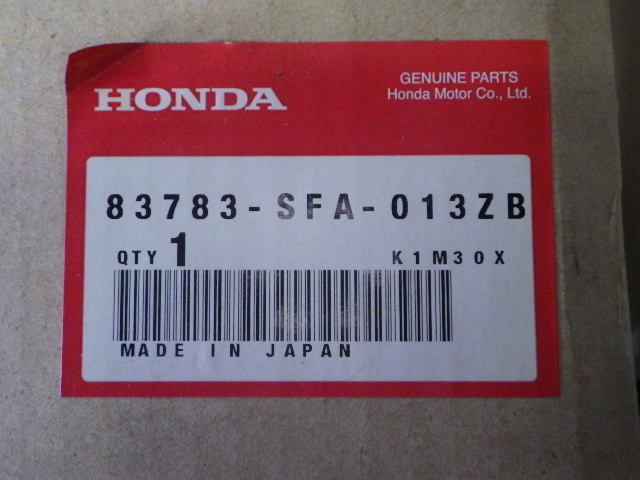 HONDA
GENUINE PARTS
Honda Motor Co., Ltd.
83783-SFA-013ZB
QTY 1 K1M30X
MADE IN JAPAN